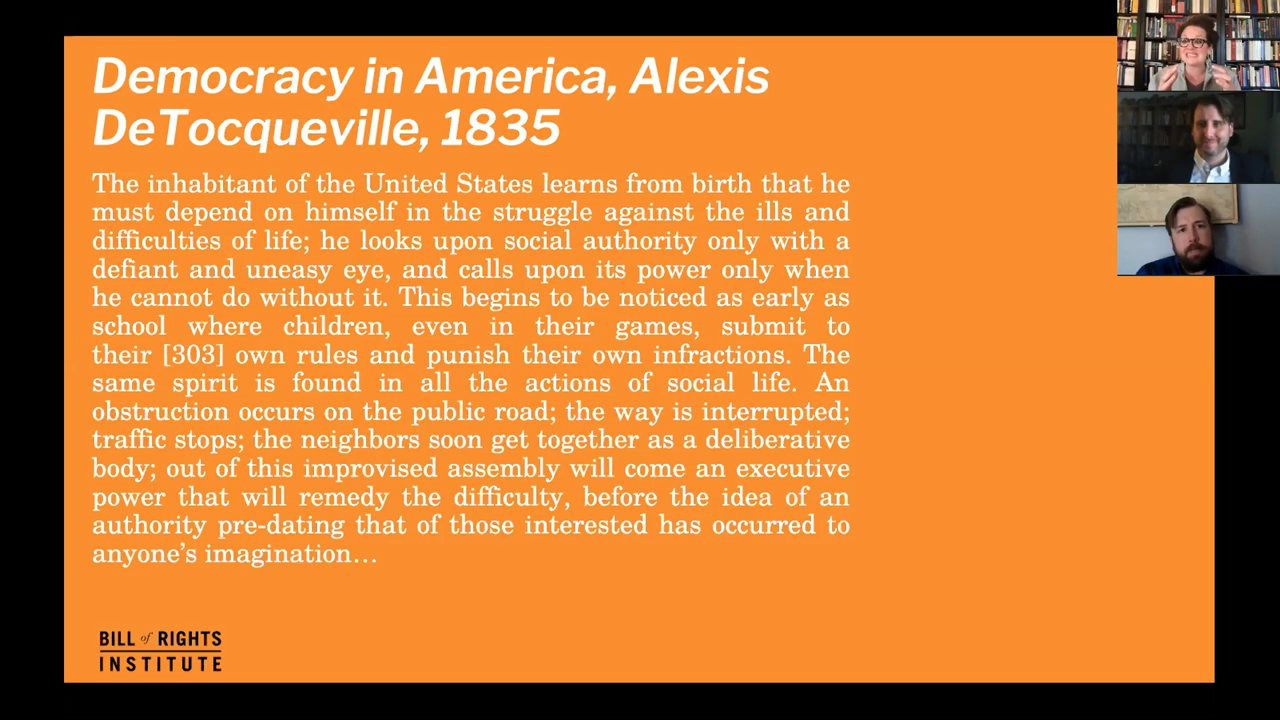 Democracy in America, Alexis
DeTocqueville, 1835
The inhabitant of the United States learns from birth that he
must depend on himself in the struggle against the ills and
difficulties of life; he looks upon social authority only with a
defiant and uneasy eye, and calls upon its power only when
he cannot do without it. This begins to be noticed as early as
school where children, even in their games, submit to
their [303] own rules and punish their own infractions. The
same spirit is found in all the actions of social life. An
obstruction occurs on the public road; the way is interrupted;
traffic stops; the neighbors soon get together as a deliberative
body; out of this improvised assembly will come an executive
power that will remedy the difficulty, before the idea of an
authority pre-dating that of those interested has occurred to
anyone’s imagination…
BILL of RIGHTS
INSTITUTE